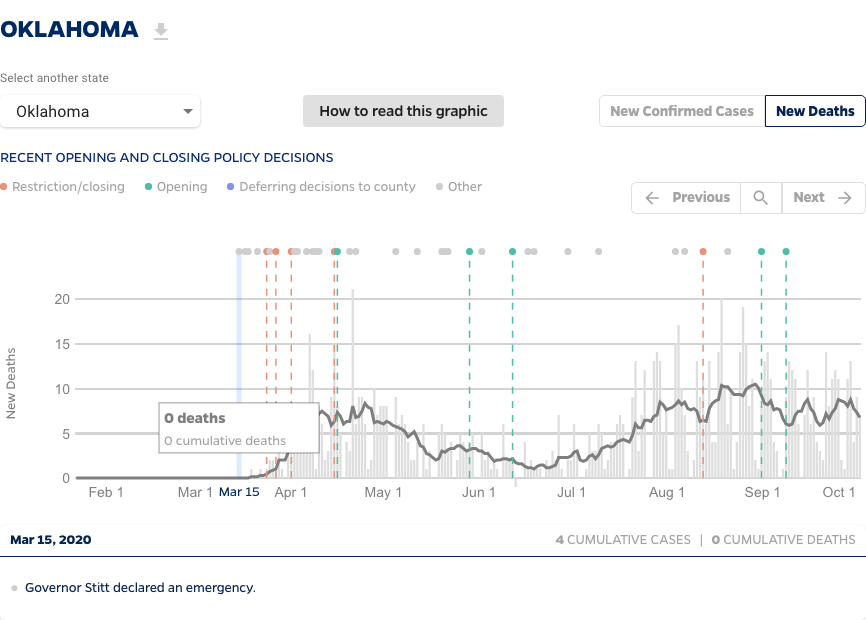 OKLAHOMA
Select another state
Oklahoma
How to read this graphic
New Confirmed Cases
New Deaths
RECENT OPENING AND CLOSING POLICY DECISIONS
Restriction/closing
Opening
Deferring decisions to county
Other
Previous
Next
20
15
10
5
0
New Deaths
0 deaths
0 cumulative deaths
Feb 1
Mar 1
Mar 15
Apr 1
May 1
Jun 1
Jul 1
Aug 1
Sep 1
Oct 1
Mar 15, 2020
4 CUMULATIVE CASES | 0 CUMULATIVE DEATHS
Governor Stitt declared an emergency.